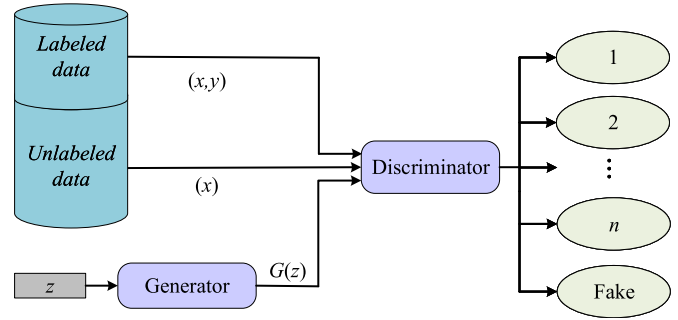 Labeled
data
(x,y)
1
2
Unlabeled
data
(x)
Discriminator
⋮
n
z
Generator
G(z)
Fake